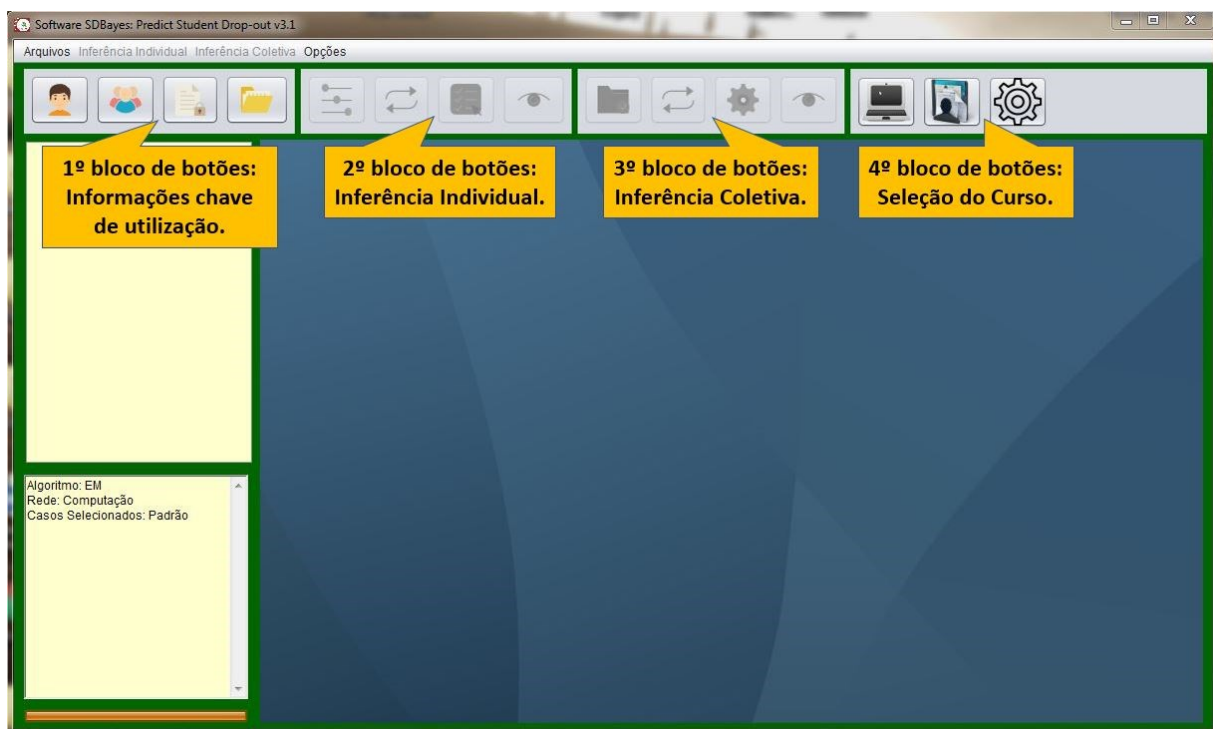 Software SDBayes: Predict Student Drop-out v3.1
Arquivos Inferência Individual Inferência Coletiva Opções
1º bloco de botões:
Informações chave
de utilização.
2º bloco de botões:
Inferência Individual.
3º bloco de botões:
Inferência Coletiva.
4º bloco de botões:
Seleção do Curso.
Algoritmo: EM
Rede: Computação
Casos Selecionados: Padrão